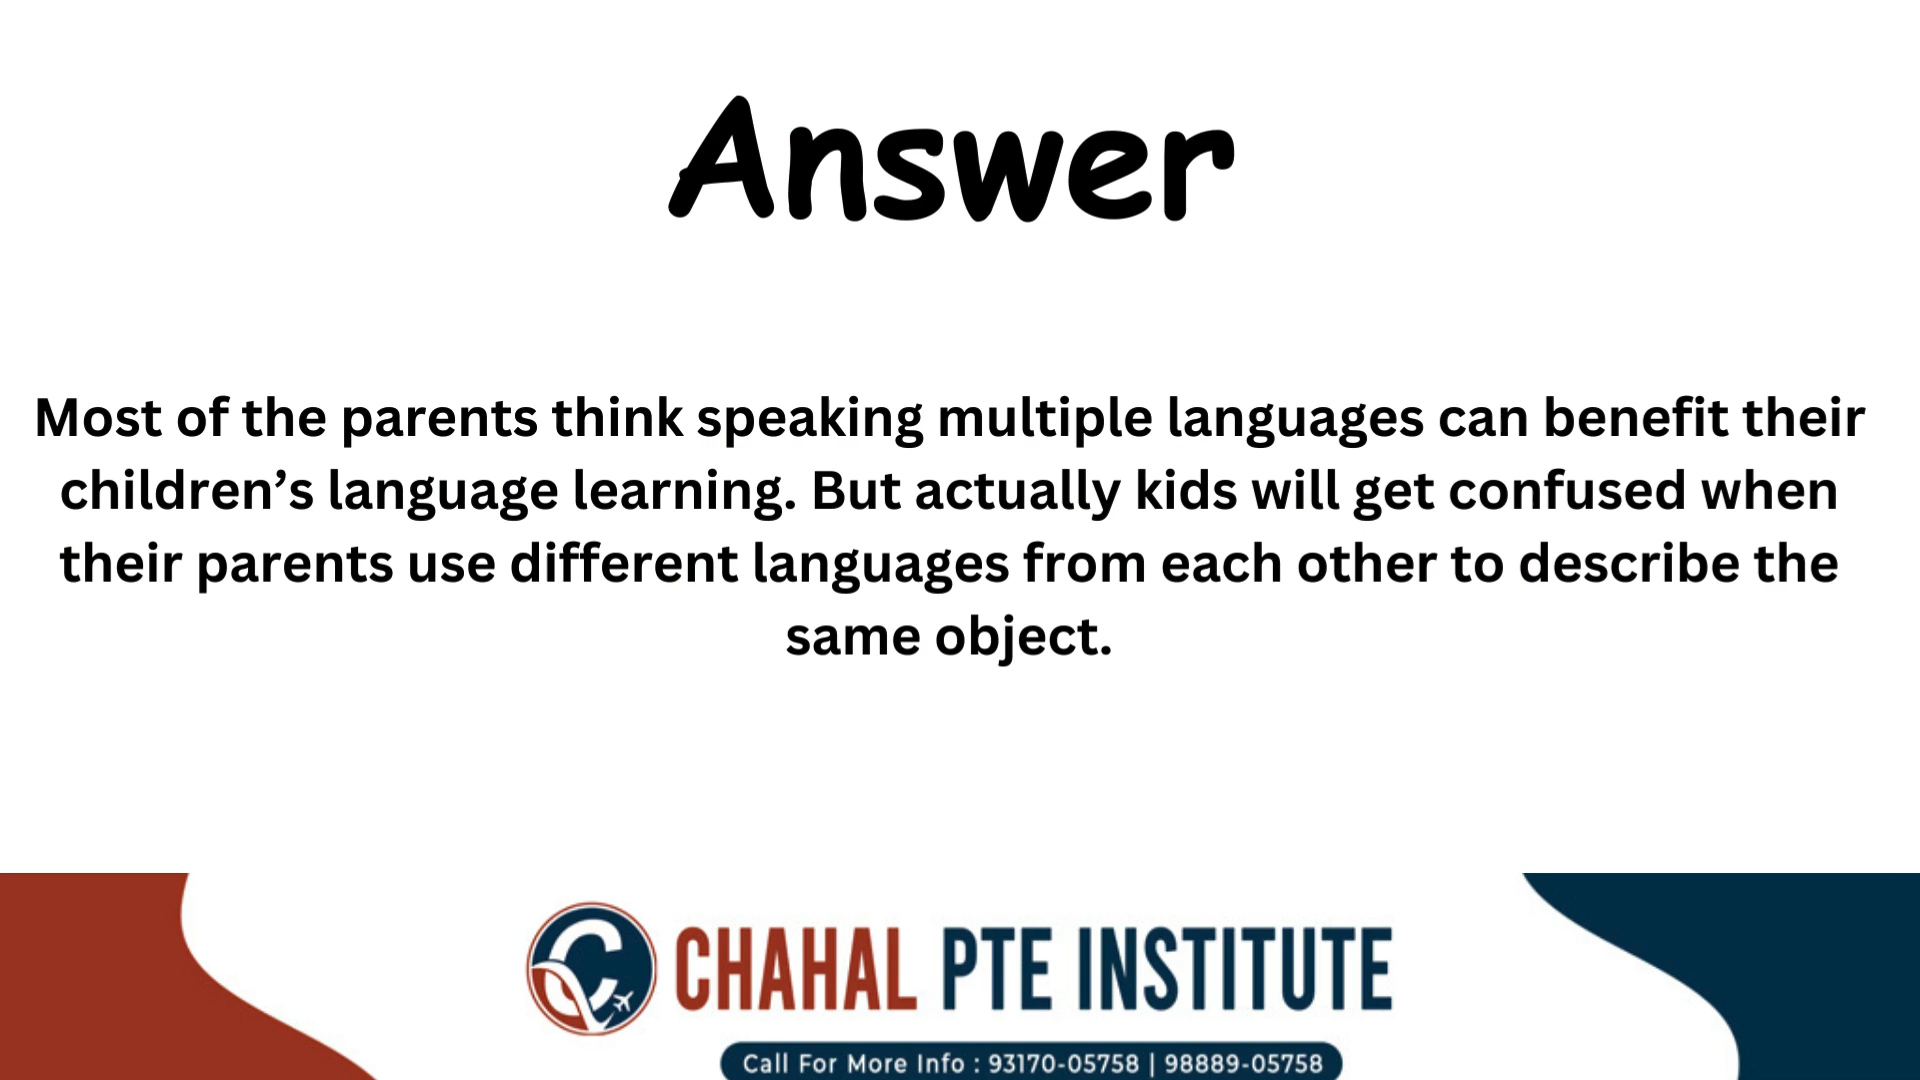 Answer
Most of the parents think speaking multiple languages can benefit their
children’s language learning. But actually kids will get confused when
their parents use different languages from each other to describe the
same object.
CHAHAL PTE INSTITUTE
Call For More Info : 93170-05758 | 98889-05758